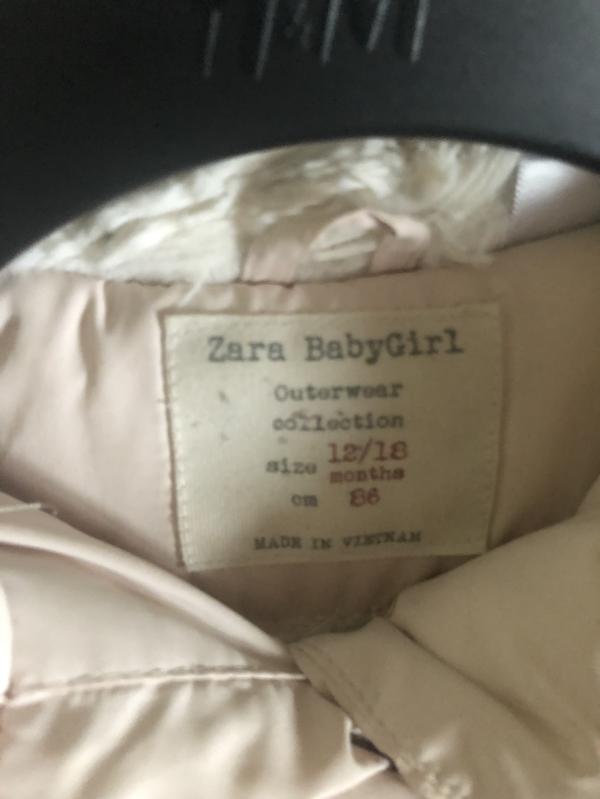 Zara BabyGirl
Outerwear
collection
size 12/18 months
cm 86
MADE IN VIETNAM